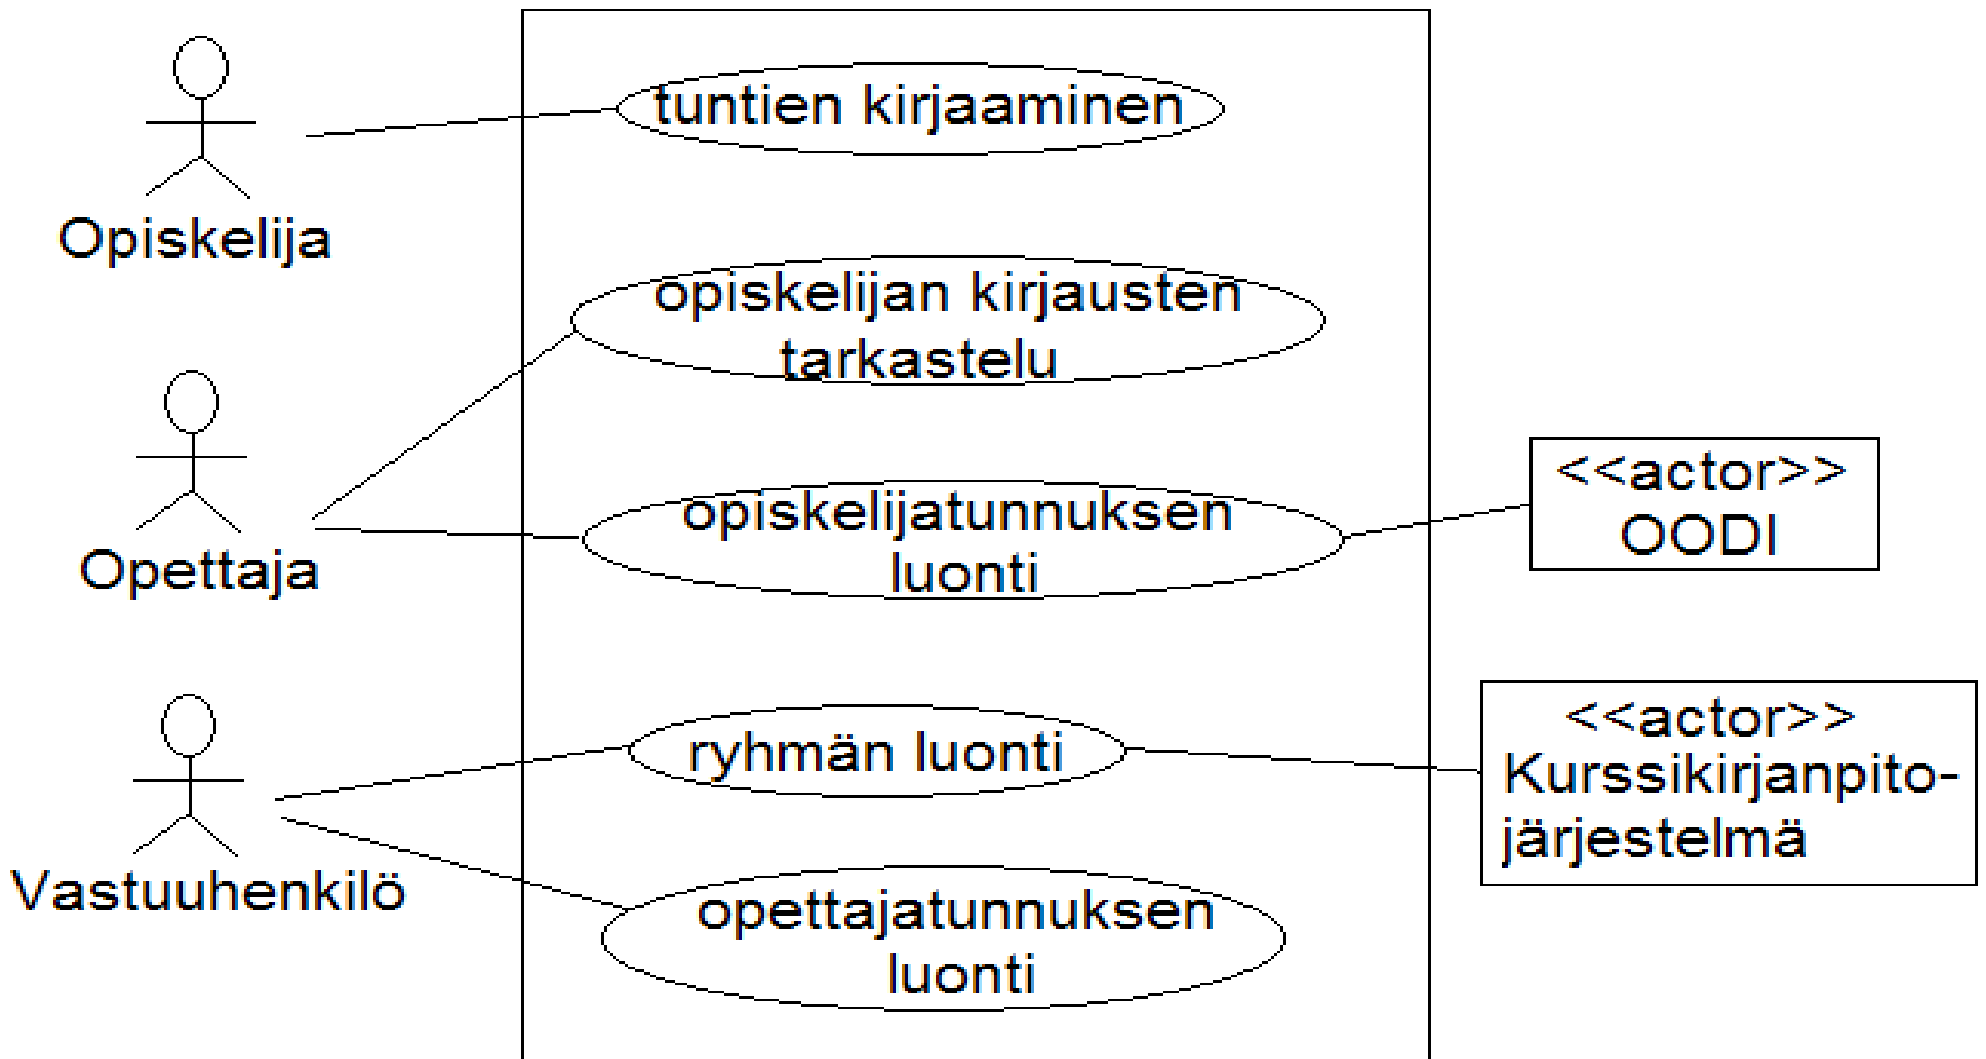 tuntien kirjaaminen
Opiskelija
opiskelijan kirjausten
tarkastelu
Opettaja
opiskelijatunnuksen
luonti
<<actor>>
OODI
Vastuuhenkilö
ryhmän luonti
<<actor>>
Kurssikirjanpito-
järjestelmä
opettajatunnuksen
luonti